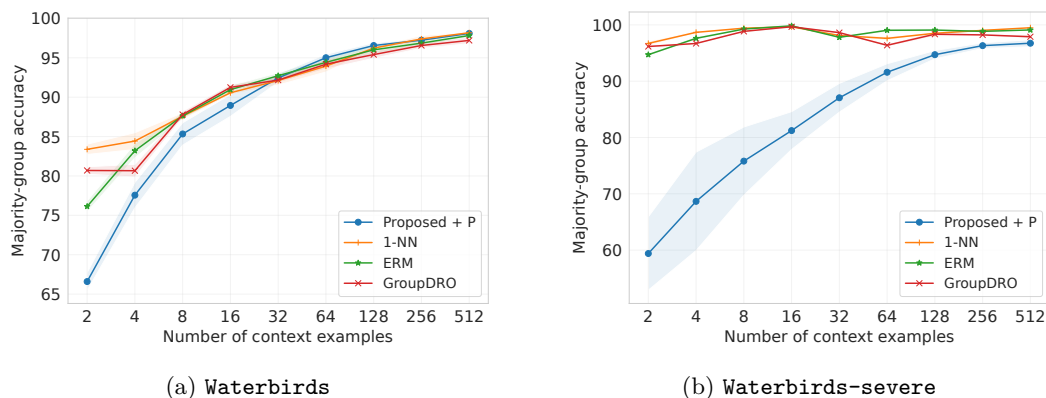 100
95
90
85
80
75
70
65
Majority-group accuracy
Proposed + P
1-NN
ERM
GroupDRO
2 4 8 16 32 64 128 256 512
Number of context examples
(a) Waterbirds
100
90
80
70
60
Majority-group accuracy
Proposed + P
1-NN
ERM
GroupDRO
2 4 8 16 32 64 128 256 512
Number of context examples
(b) Waterbirds-severe